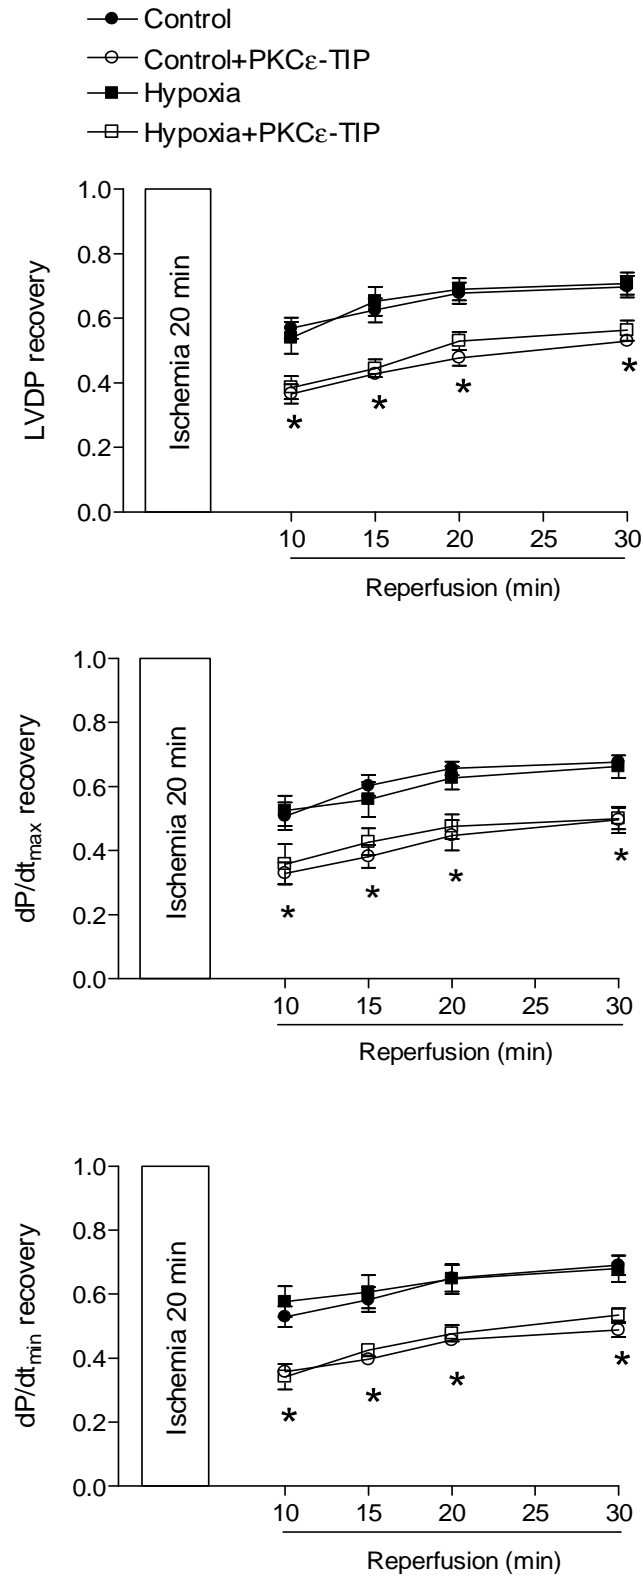 Control
Control+PKCε-TIP
Hypoxia
Hypoxia+PKCε-TIP
1.0
0.8
0.6
0.4
0.2
0.0
LVDP recovery
Ischemia 20 min
* * * *
10 15 20 25 30
Reperfusion (min)
1.0
0.8
0.6
0.4
0.2
0.0
dP/dtmax recovery
Ischemia 20 min
* * * *
10 15 20 25 30
Reperfusion (min)
1.0
0.8
0.6
0.4
0.2
0.0
dP/dtmin recovery
Ischemia 20 min
* * * *
10 15 20 25 30
Reperfusion (min)